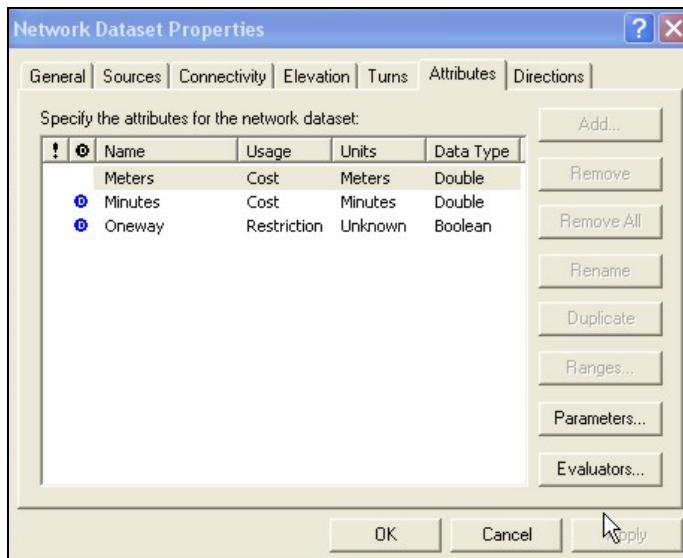 Network Dataset Properties
?
General Sources Connectivity Elevation Turns Attributes Directions
Specify the attributes for the network dataset:
! D Name Usage Units Data Type
Meters Cost Meters Double
D Minutes Cost Minutes Double
D Oneway Restriction Unknown Boolean
Add...
Remove
Remove All
Rename
Duplicate
Ranges...
Parameters...
Evaluators...
OK Cancel Apply